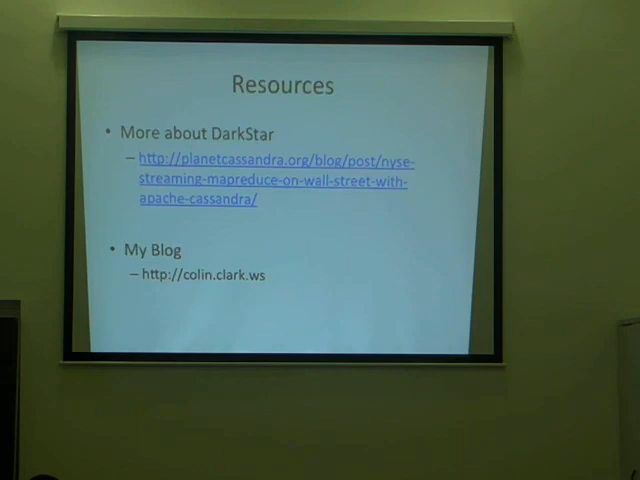 Resources
• More about DarkStar
– http://planetcassandra.org/blog/post/nyse-
streaming-mapreduce-on-wall-street-with-
apache-cassandra/
• My Blog
– http://colin.clark.ws